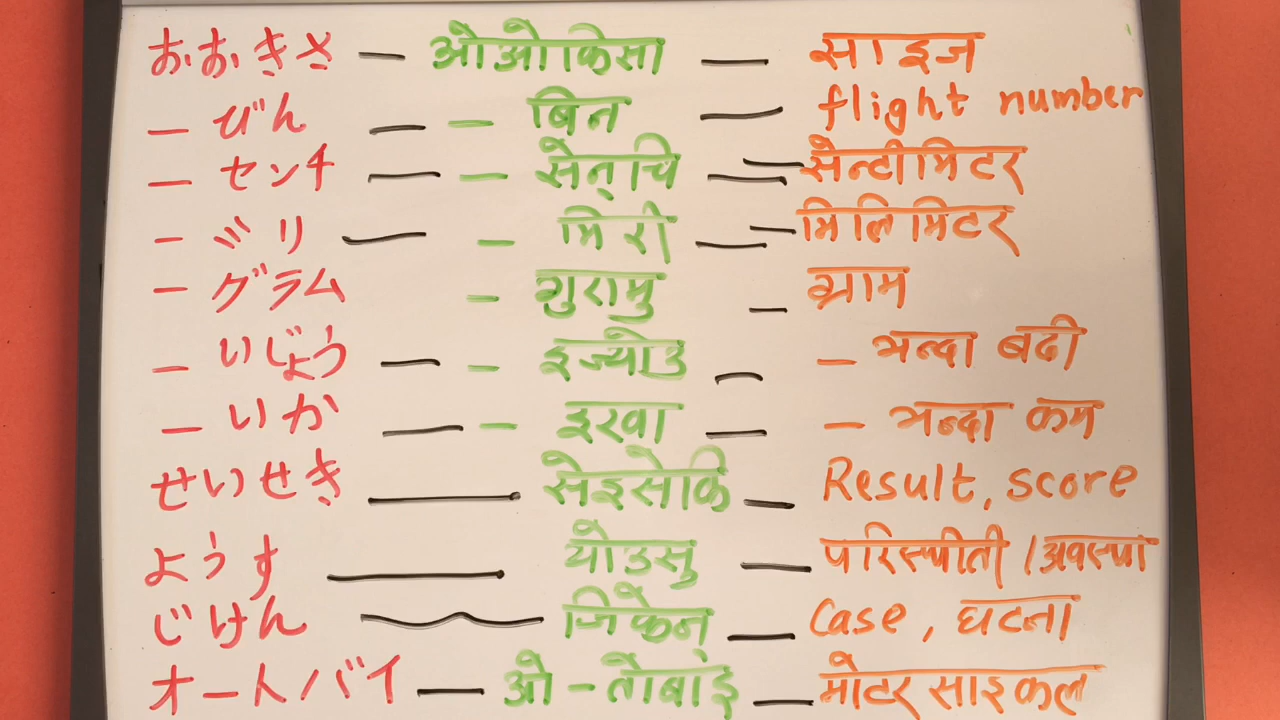 おおきさ — ओओकिसा — साइज
— びん — – बिन — flight number
— センチ — – सेन्चि — सेन्टीमिटर
– ミリ — – मिरी — मिलिमिटर
– グラム – गुरामु – ग्राम
– いじょう — – इज्योउ — – भन्दा बढी
— いか — – इखा — – भन्दा कम
せいせき — सेइसेकि — Result, score
ようす — योउसु — परिस्थीती / अवस्था
じけん — जिकेन् — Case, घटना
オートバイ — ओ-तोबाइ — मोटर साइकल